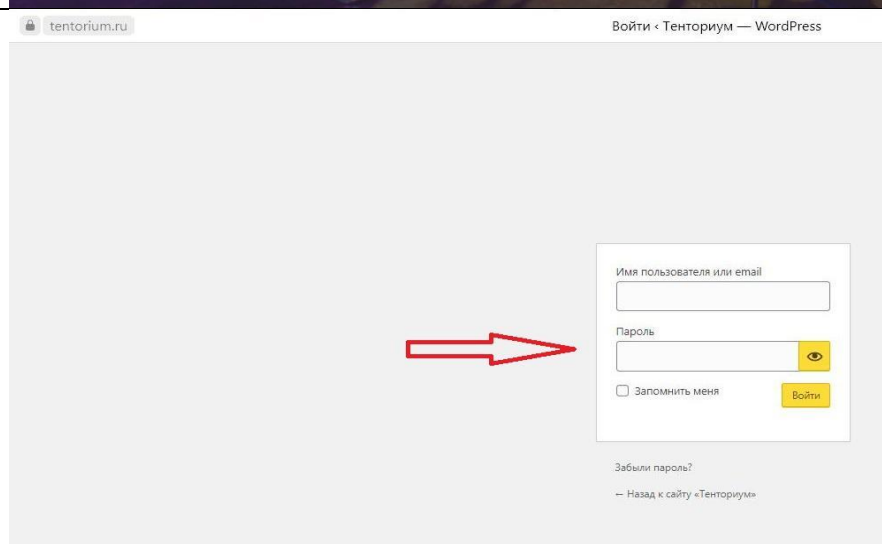 tentorium.ru
Войти ‹ Тенториум — WordPress
Имя пользователя или email
Пароль
Запомнить меня
Войти
Забыли пароль?
← Назад к сайту «Тенториум»